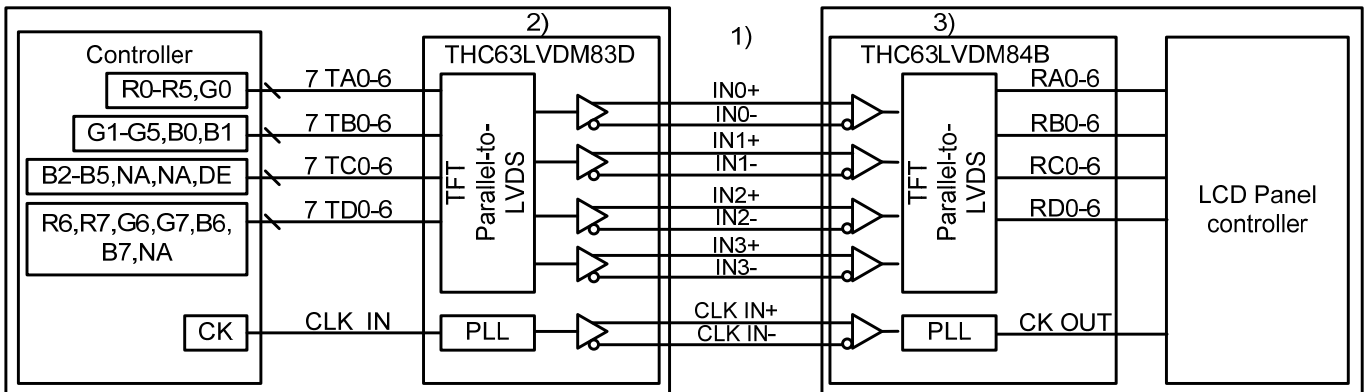 2)
1)
3)
Controller
THC63LVDM83D
THC63LVDM84B
R0-R5,G0
7 TA0-6
IN0+
IN0-
RA0-6
G1-G5,B0,B1
7 TB0-6
IN1+
IN1-
RB0-6
B2-B5,NA,NA,DE
7 TC0-6
IN2+
IN2-
RC0-6
R6,R7,G6,G7,B6,
B7,NA
7 TD0-6
IN3+
IN3-
RD0-6
TFT
Parallel-to-
LVDS
TFT
Parallel-to-
LVDS
LCD Panel
controller
CK
CLK IN
PLL
CLK IN+
CLK IN-
PLL
CK OUT